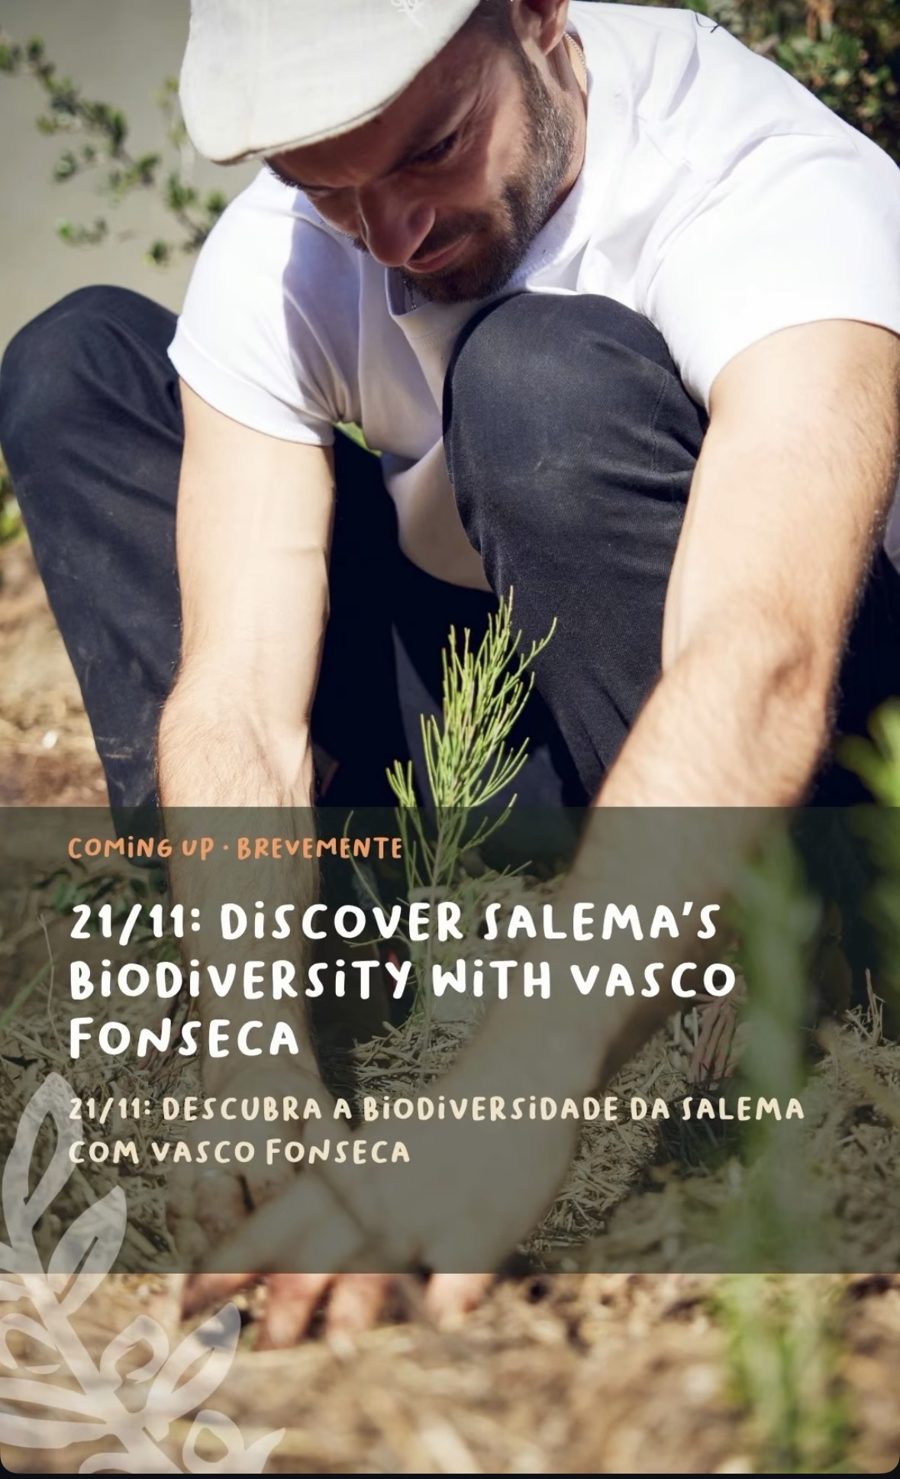 COMING UP · BREVEMENTE
21/11: DISCOVER SALEMA'S
BIODIVERSITY WITH VASCO
FONSECA
21/11: DESCUBRA A BIODIVERSIDADE DA SALEMA
COM VASCO FONSECA